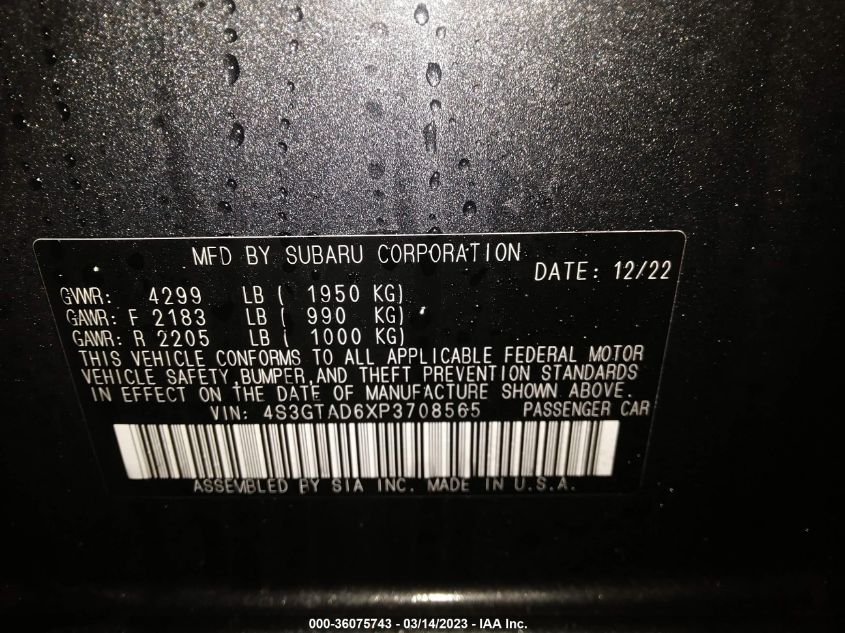 MFD BY SUBARU CORPORATION
DATE: 12/22
GVWR: 4299 LB ( 1950 KG)
GAWR: F 2183 LB ( 990 KG)
GAWR: R 2205 LB ( 1000 KG)
THIS VEHICLE CONFORMS TO ALL APPLICABLE FEDERAL MOTOR
VEHICLE SAFETY,BUMPER,AND THEFT PREVENTION STANDARDS
IN EFFECT ON THE DATE OF MANUFACTURE SHOWN ABOVE.
VIN: 4S3GTAD6XP3708565 PASSENGER CAR
ASSEMBLED BY SIA INC. MADE IN U.S.A.
000-36075743 - 03/14/2023 - IAA Inc.